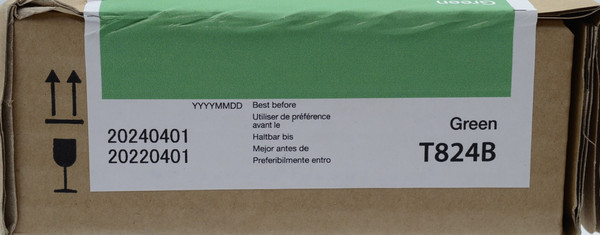 Green
YYYYMMDD Best before
Utiliser de préférence
avant le
20240401 Haltbar bis
20220401 Mejor antes de
Preferibilmente entro
Green
T824B